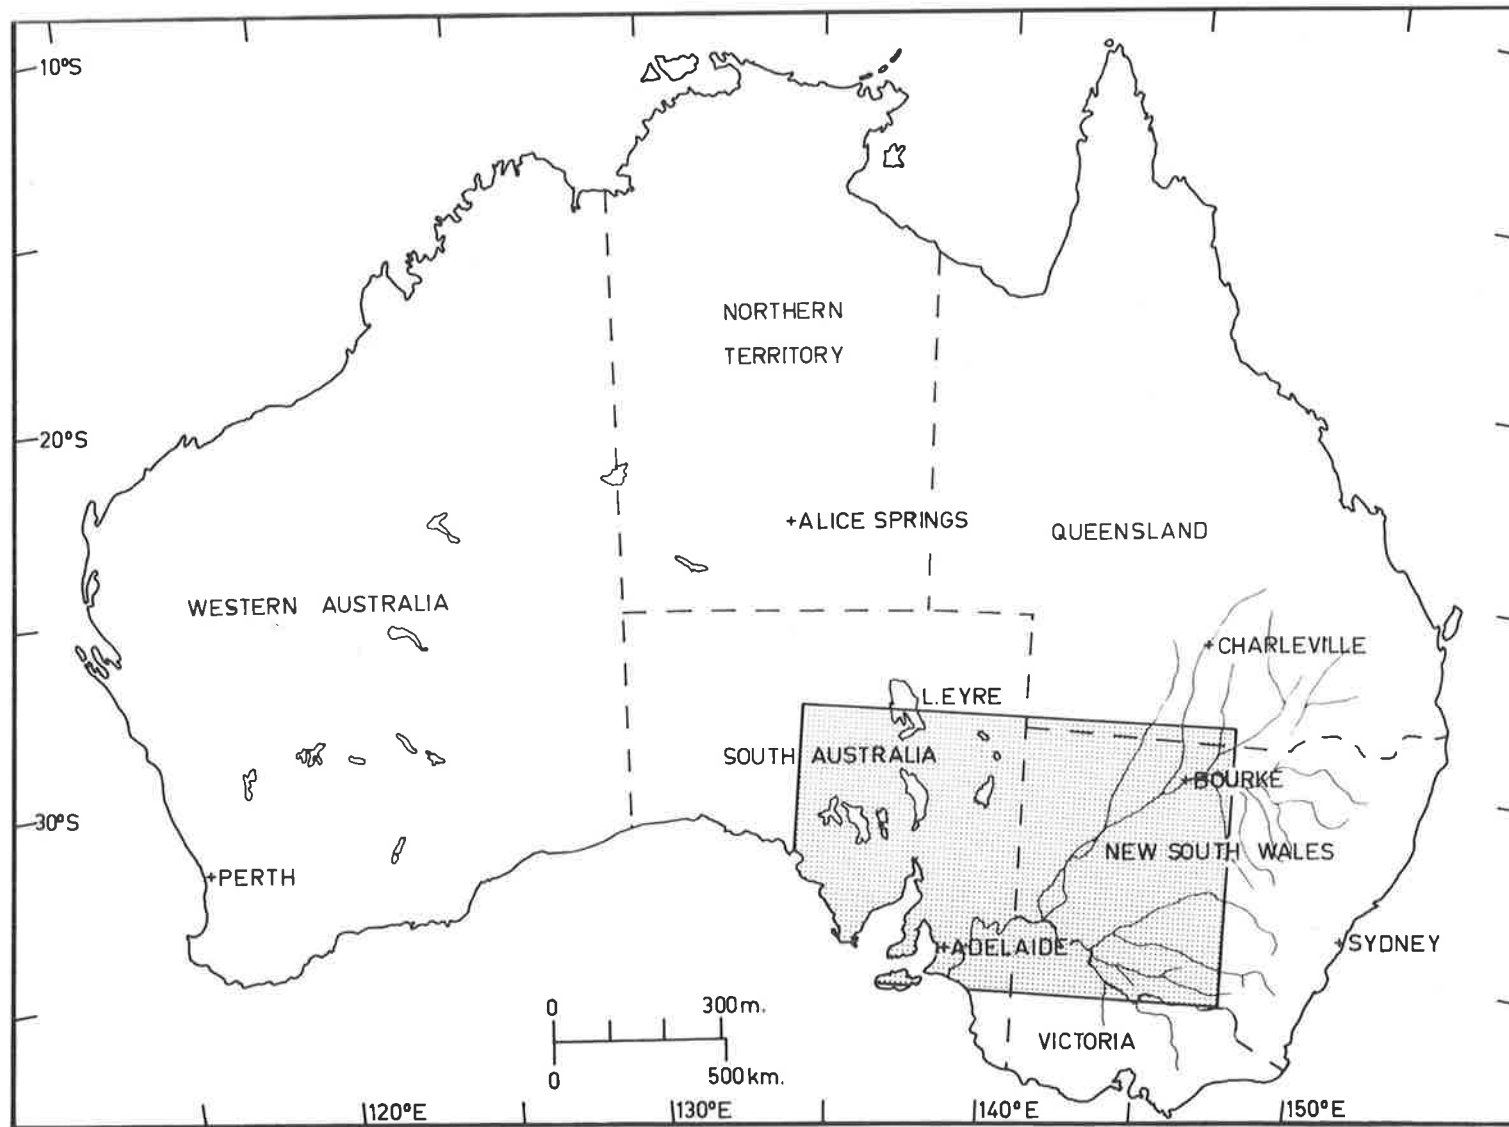 10°S
NORTHERN
TERRITORY
20°S
+ALICE SPRINGS
QUEENSLAND
WESTERN AUSTRALIA
+CHARLEVILLE
L.EYRE
SOUTH AUSTRALIA
+BOURKE
30°S
NEW SOUTH WALES
+PERTH
+ADELAIDE
+SYDNEY
0 300m.
VICTORIA
0 500km.
120°E 130°E 140°E 150°E